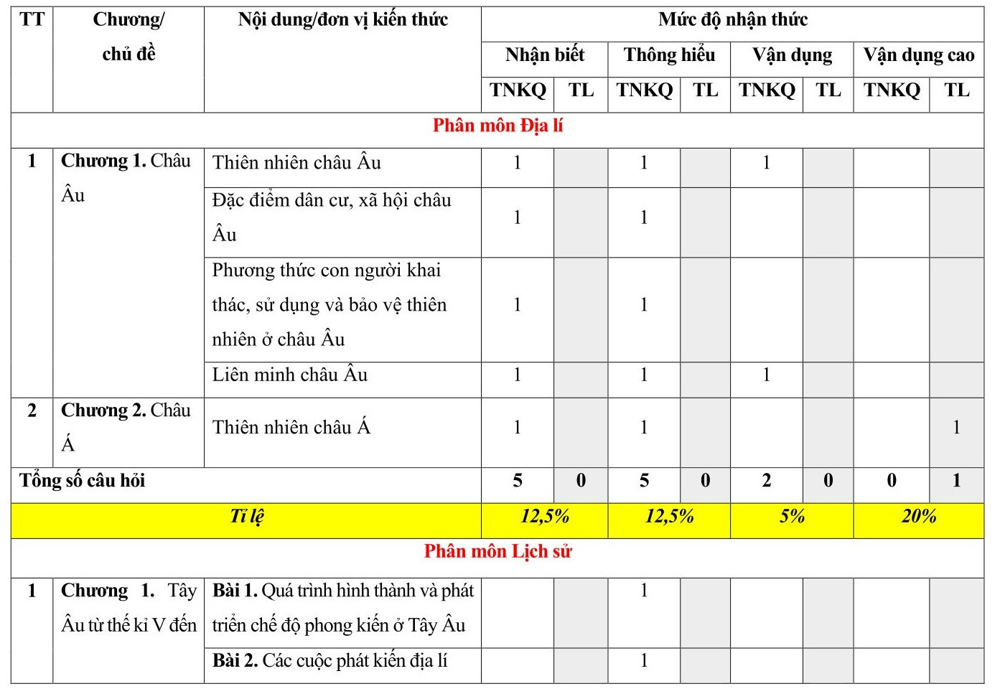 TT Chương/ Nội dung/đơn vị kiến thức Mức độ nhận thức
chủ đề Nhận biết Thông hiểu Vận dụng Vận dụng cao
TNKQ TL TNKQ TL TNKQ TL TNKQ TL
Phân môn Địa lí
1 Chương 1. Châu Thiên nhiên châu Âu 1 1 1
Âu Đặc điểm dân cư, xã hội châu
Âu 1 1
Phương thức con người khai
thác, sử dụng và bảo vệ thiên 1 1
nhiên ở châu Âu
Liên minh châu Âu 1 1 1
2 Chương 2. Châu
Á Thiên nhiên châu Á 1 1 1
Tổng số câu hỏi 5 0 5 0 2 0 0 1
Tỉ lệ 12,5% 12,5% 5% 20%
Phân môn Lịch sử
1 Chương 1. Tây Bài 1. Quá trình hình thành và phát 1
Âu từ thế kỉ V đến triển chế độ phong kiến ở Tây Âu
Bài 2. Các cuộc phát kiến địa lí 1